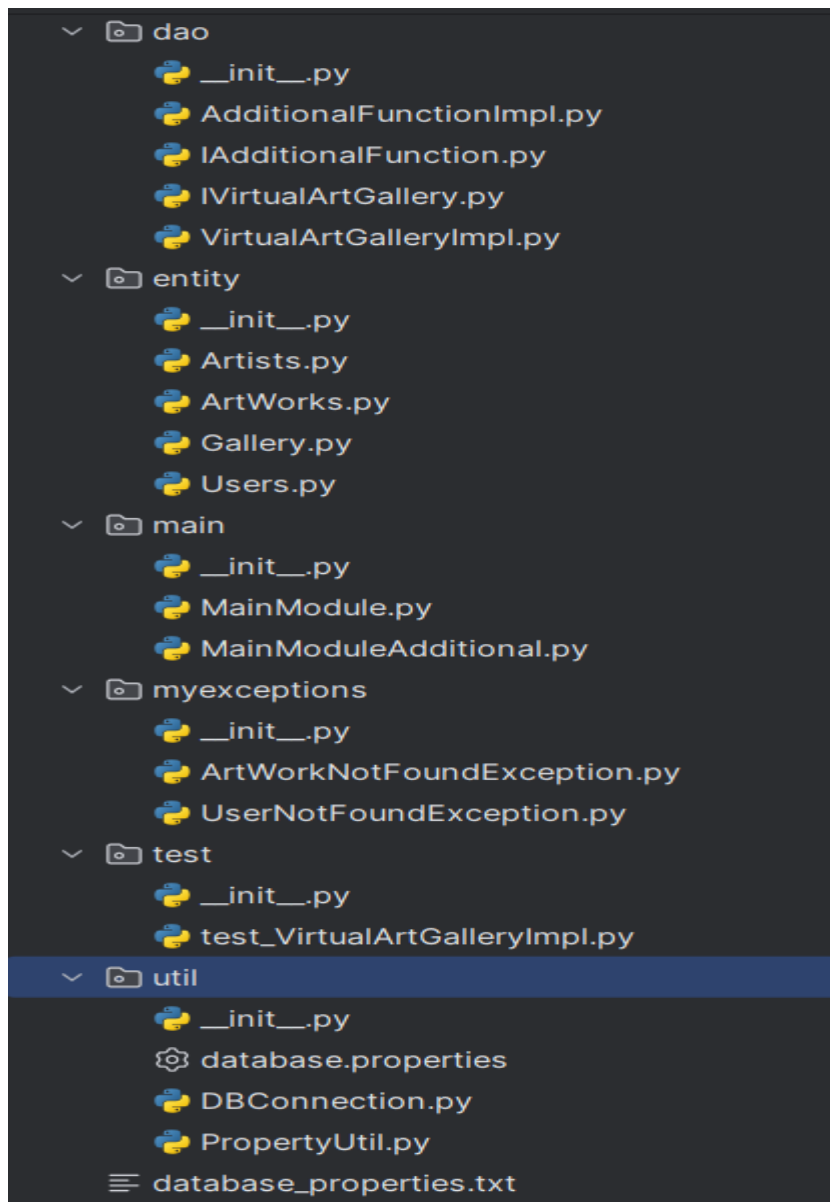 dao
__init__.py
AdditionalFunctionImpl.py
IAdditionalFunction.py
IVirtualArtGallery.py
VirtualArtGalleryImpl.py
entity
__init__.py
Artists.py
ArtWorks.py
Gallery.py
Users.py
main
__init__.py
MainModule.py
MainModuleAdditional.py
myexceptions
__init__.py
ArtWorkNotFoundException.py
UserNotFoundException.py
test
__init__.py
test_VirtualArtGalleryImpl.py
util
__init__.py
database.properties
DBConnection.py
PropertyUtil.py
database_properties.txt